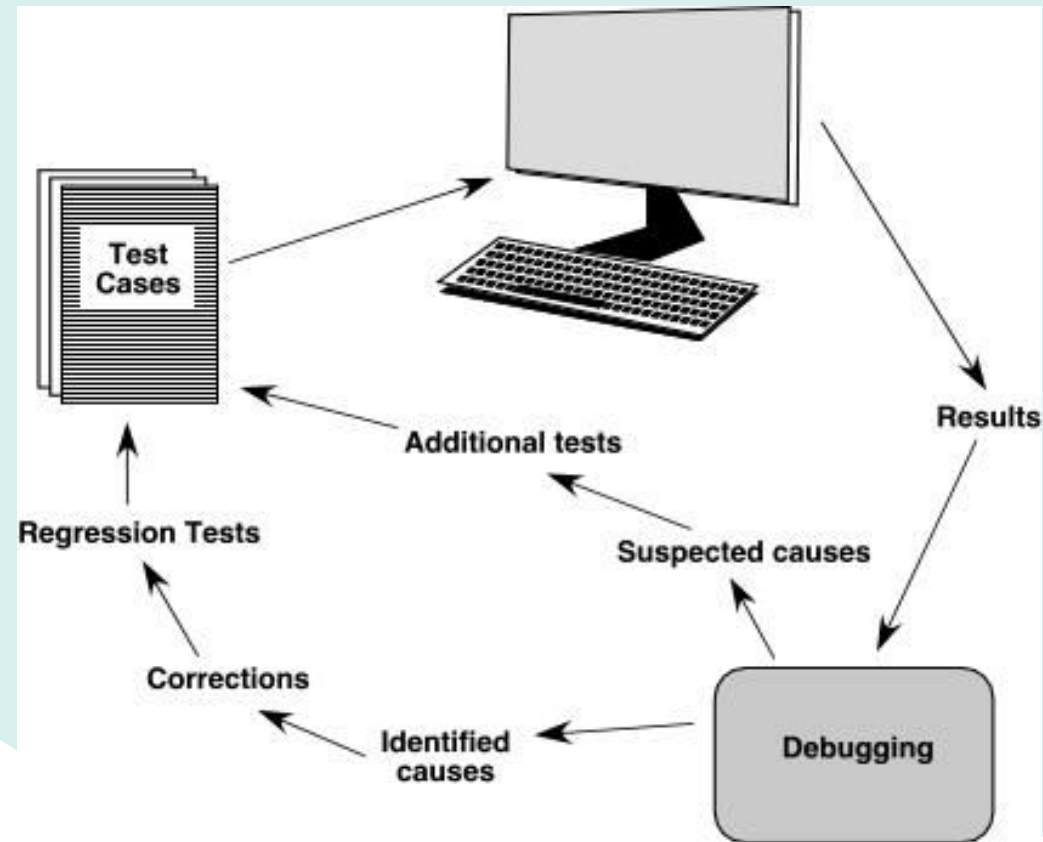 Test
Cases
Results
Additional tests
Regression Tests
Suspected causes
Corrections
Identified
causes
Debugging